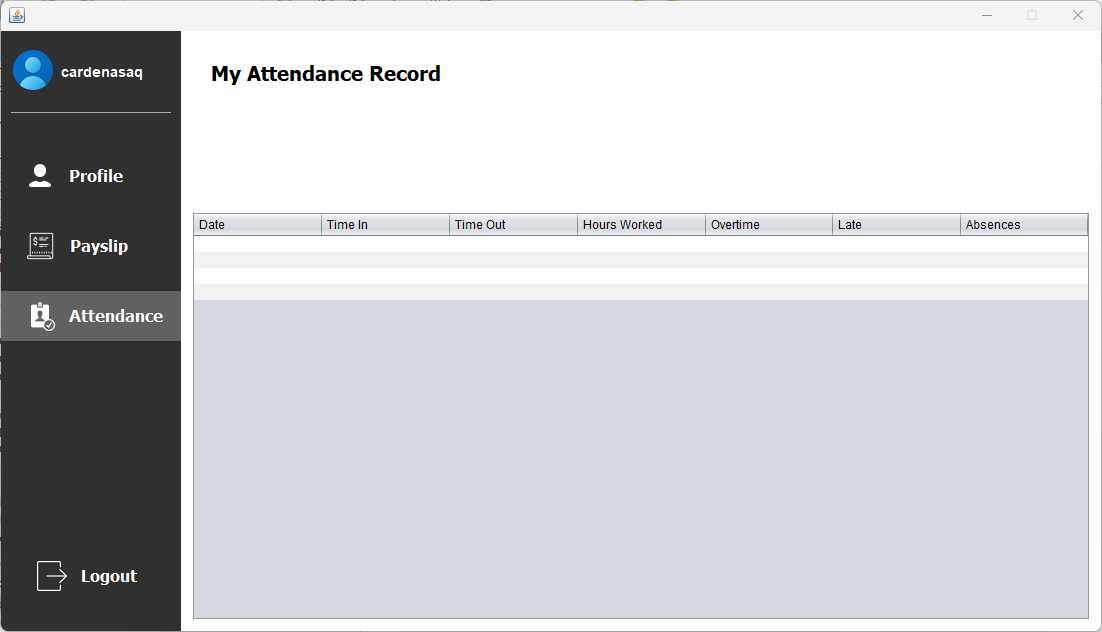 cardenasaq
Profile
Payslip
Attendance
Logout
My Attendance Record
Date Time In Time Out Hours Worked Overtime Late Absences